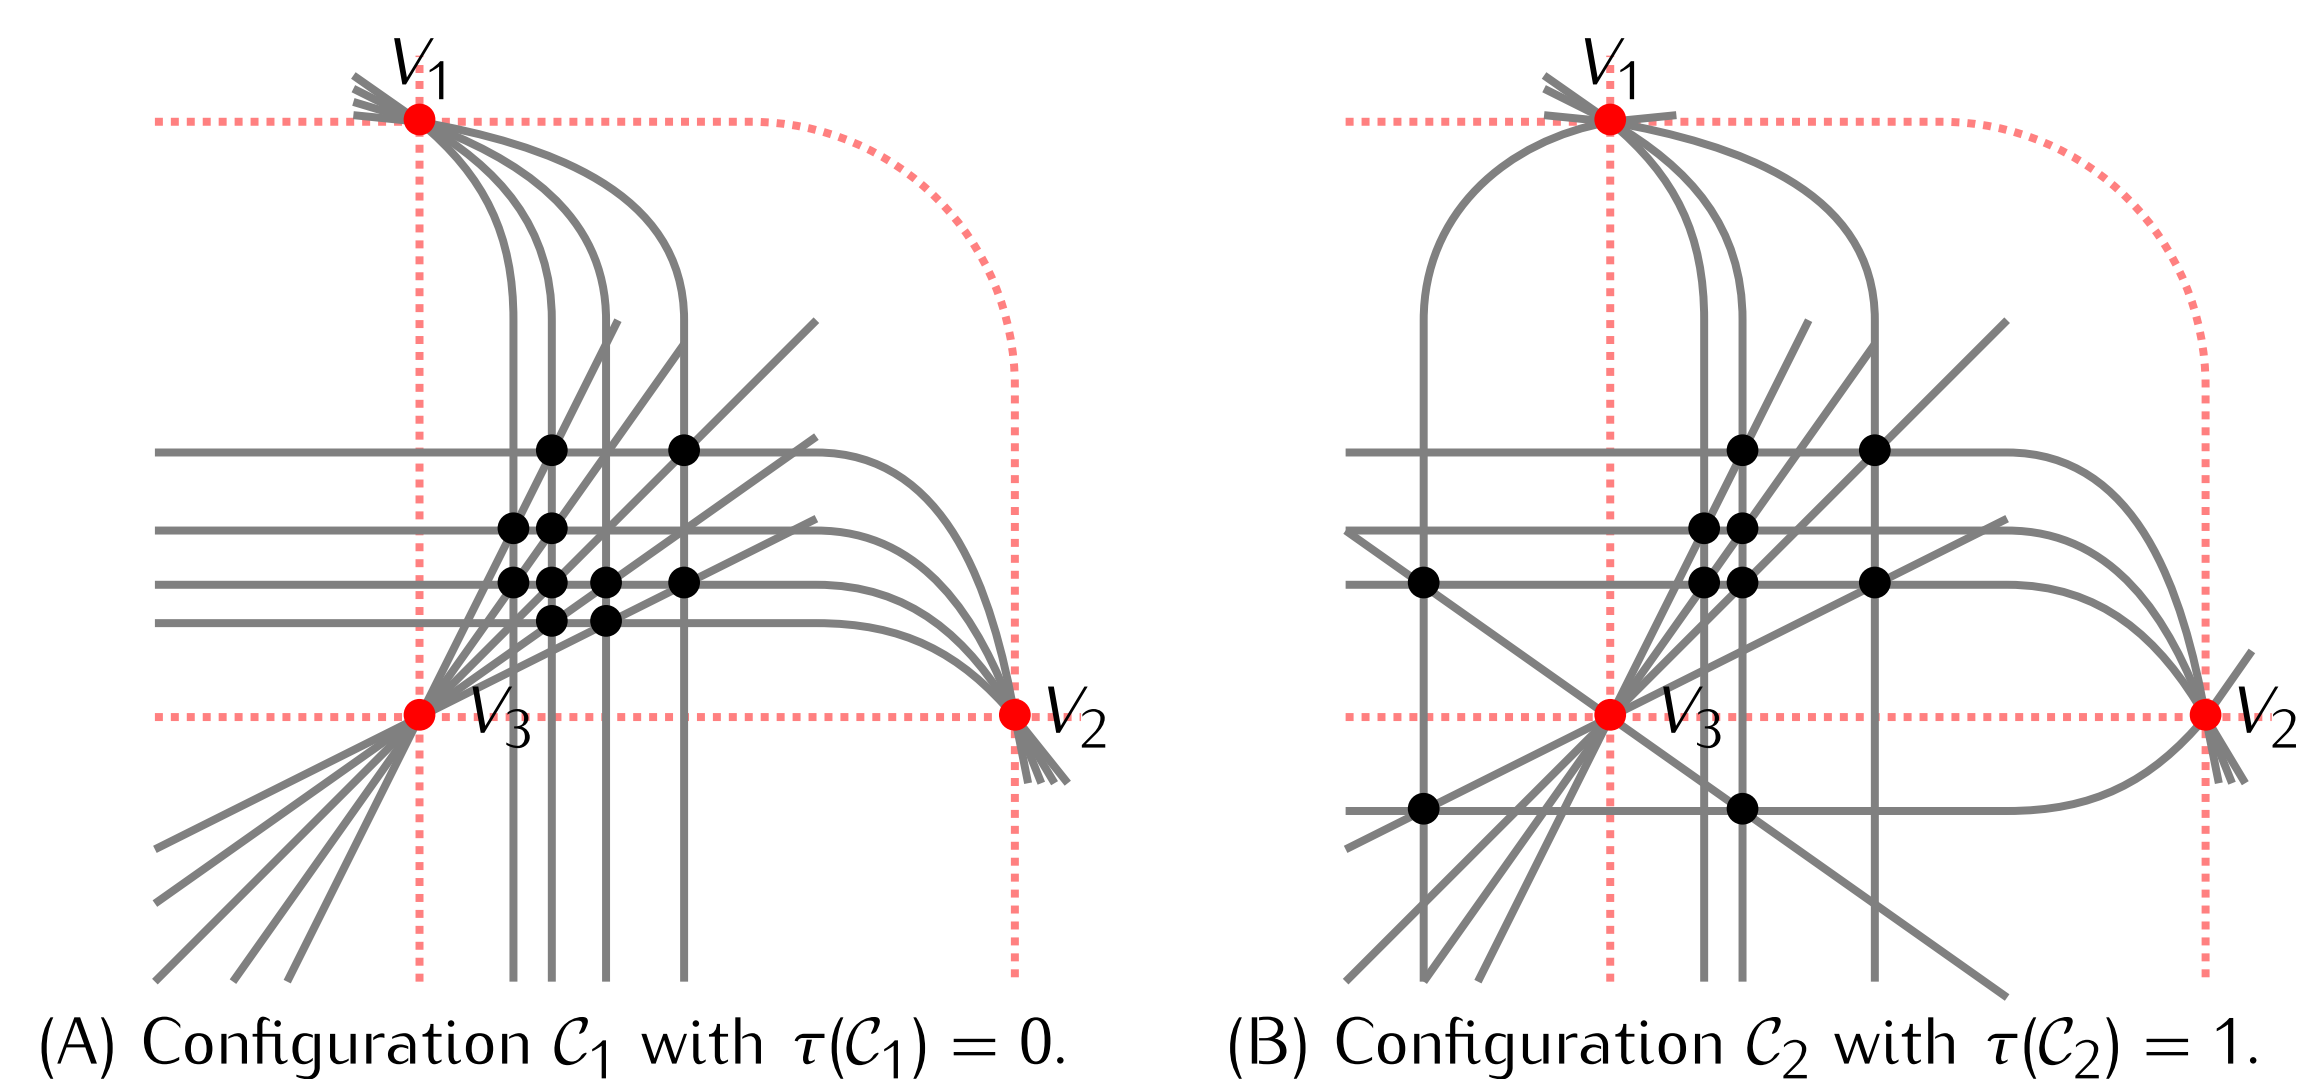 V₁ V₁
V₃ V₂ V₃ V₂
(A) Configuration 𝒞₁ with τ(𝒞₁) = 0. (B) Configuration 𝒞₂ with τ(𝒞₂) = 1.